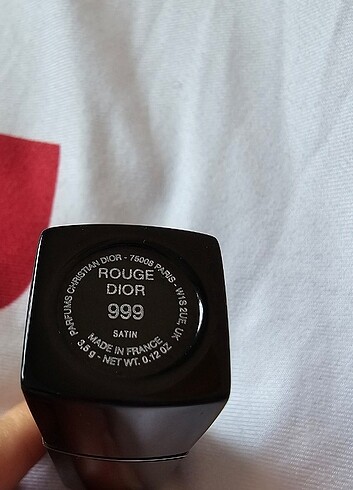 PARFUMS CHRISTIAN DIOR - 75008 PARIS - W1S 2UE, UK
ROUGE
DIOR
999
SATIN
MADE IN FRANCE
3.5 g - NET WT. 0.12 OZ